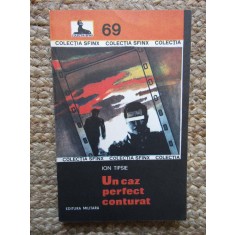 69
COLECȚIA SFINX COLECȚIA SFINX COLECȚIA
COLECȚIA SFINX COLECȚIA SFINX COLECȚIA
ION TIPSIE
Un caz
perfect
conturat
EDITURA MILITARĂ